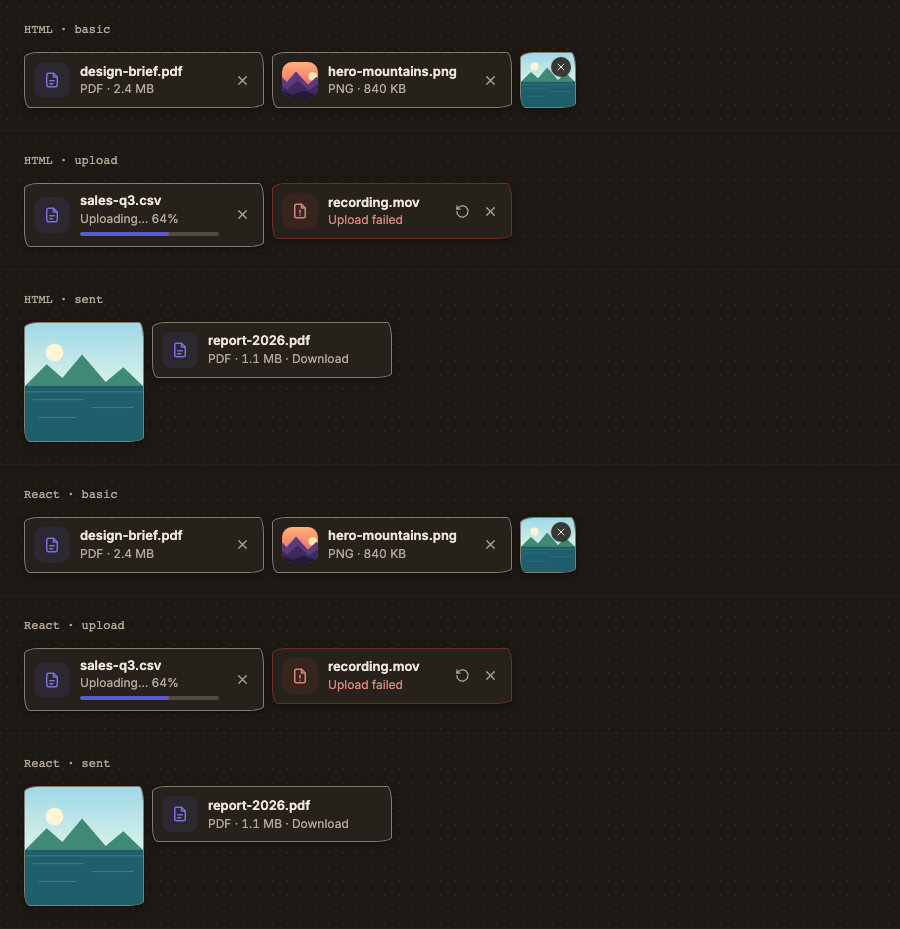 HTML · basic
design-brief.pdf
PDF · 2.4 MB
hero-mountains.png
PNG · 840 KB
HTML · upload
sales-q3.csv
Uploading... 64%
recording.mov
Upload failed
HTML · sent
report-2026.pdf
PDF · 1.1 MB · Download
React · basic
design-brief.pdf
PDF · 2.4 MB
hero-mountains.png
PNG · 840 KB
React · upload
sales-q3.csv
Uploading... 64%
recording.mov
Upload failed
React · sent
report-2026.pdf
PDF · 1.1 MB · Download